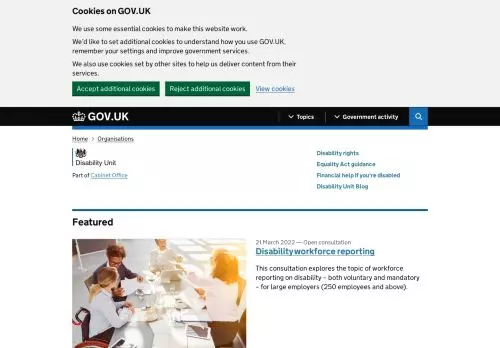 Cookies on GOV.UK
We use some essential cookies to make this website work.
We'd like to set additional cookies to understand how you use GOV.UK,
remember your settings and improve government services.
We also use cookies set by other sites to help us deliver content from their
services.
Accept additional cookies
Reject additional cookies
View cookies
GOV.UK
Topics
Government activity
Home > Organisations
Disability Unit
Part of Cabinet Office
Disability rights
Equality Act guidance
Financial help if you're disabled
Disability Unit Blog
Featured
21 March 2022 — Open consultation
Disability workforce reporting
This consultation explores the topic of workforce
reporting on disability – both voluntary and mandatory
– for large employers (250 employees and above).